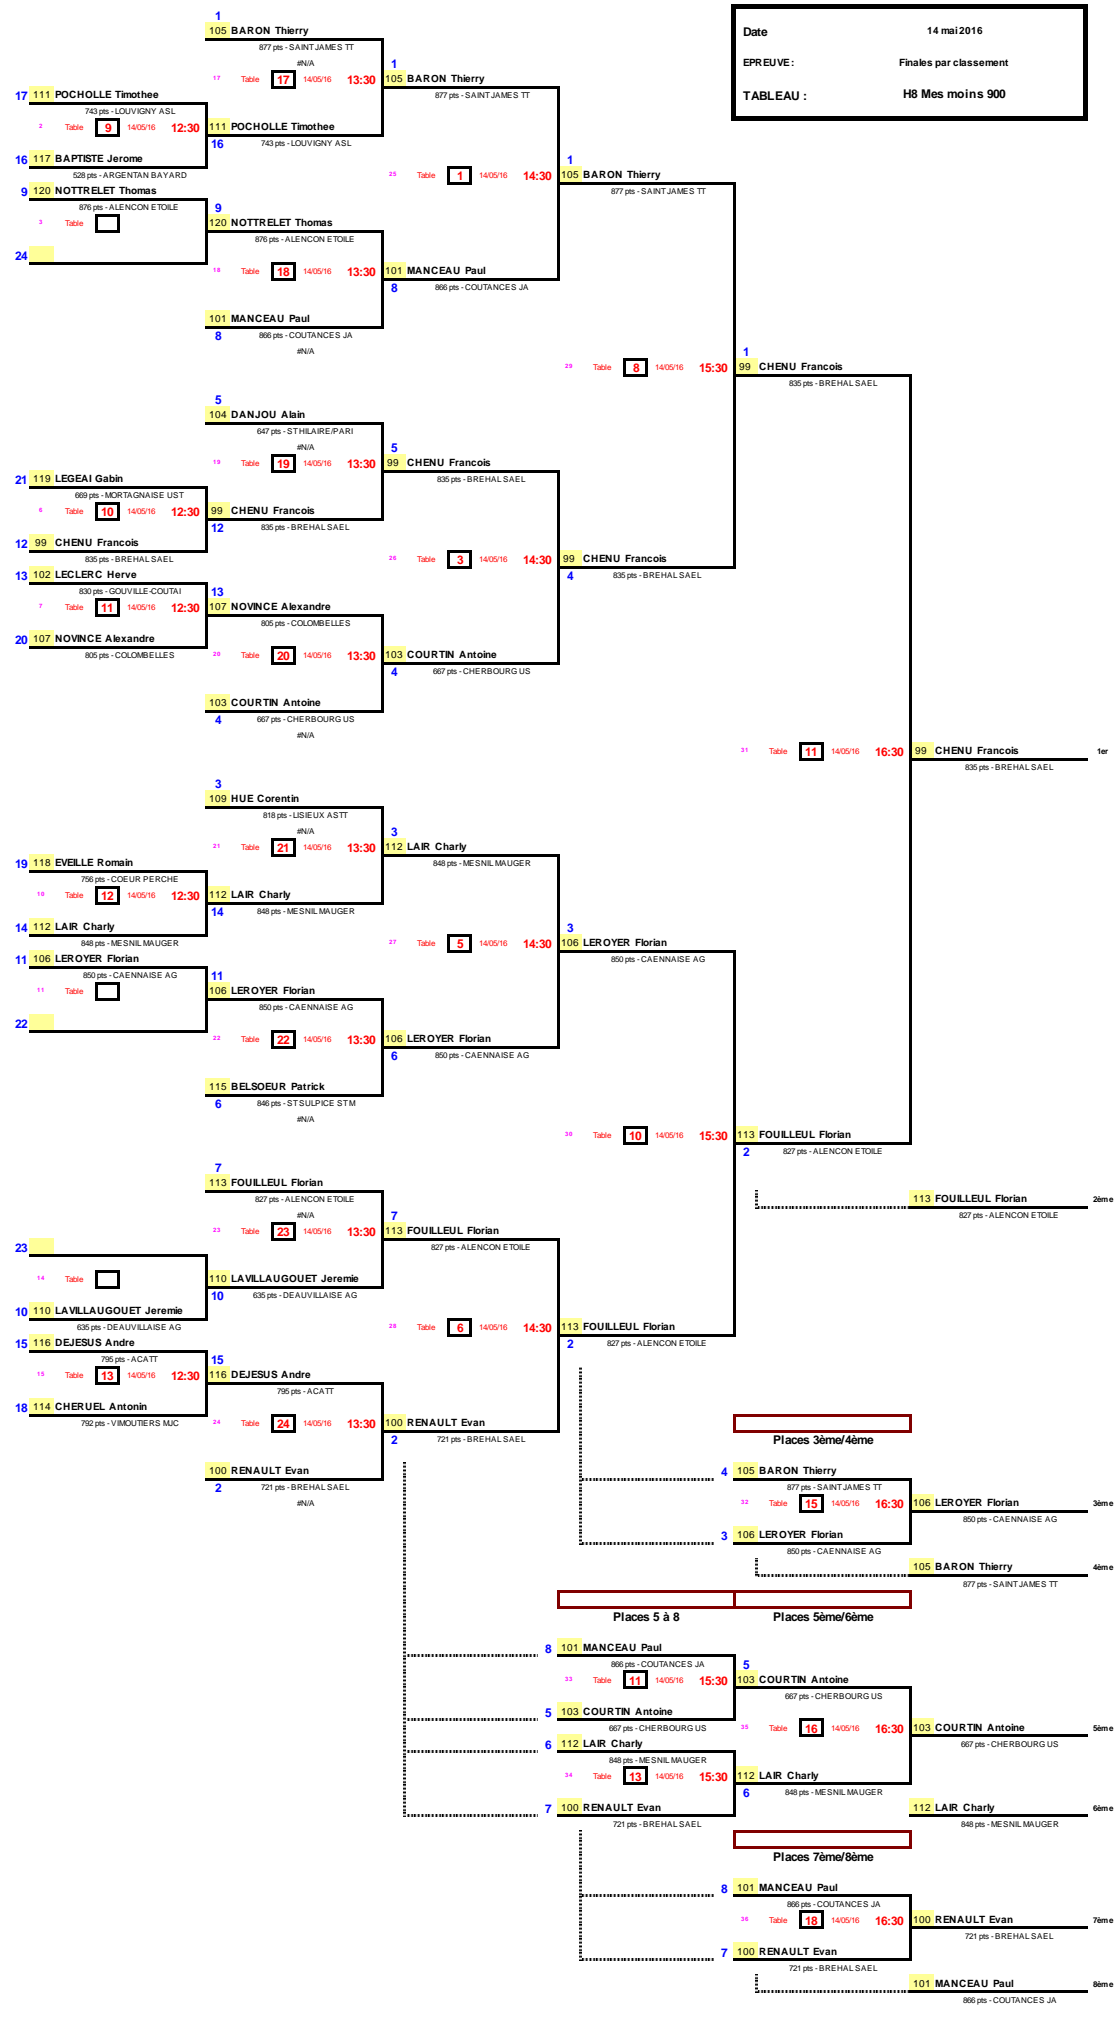 Date 14 mai 2016
EPREUVE : Finales par classement
TABLEAU : H8 Mes moins 900
1
105 BARON Thierry
877 pts - SAINT JAMES TT
#N/A
17 Table 17 14/05/16 13:30
1
105 BARON Thierry
877 pts - SAINT JAMES TT
17 111 POCHOLLE Timothee
743 pts - LOUVIGNY ASL
2 Table 9 14/05/16 12:30
111 POCHOLLE Timothee
16 743 pts - LOUVIGNY ASL
16 117 BAPTISTE Jerome
528 pts - ARGENTAN BAYARD
25 Table 1 14/05/16 14:30
1
105 BARON Thierry
877 pts - SAINT JAMES TT
9 120 NOTTRELET Thomas
876 pts - ALENCON ETOILE
3 Table
9
120 NOTTRELET Thomas
876 pts - ALENCON ETOILE
24
18 Table 18 14/05/16 13:30
101 MANCEAU Paul
8 866 pts - COUTANCES JA
101 MANCEAU Paul
8 866 pts - COUTANCES JA
#N/A
29 Table 8 14/05/16 15:30
1
99 CHENU Francois
835 pts - BREHAL SAEL
5
104 DANJOU Alain
647 pts - ST HILAIRE/PARI
#N/A
19 Table 19 14/05/16 13:30
5
99 CHENU Francois
835 pts - BREHAL SAEL
21 119 LEGEAI Gabin
669 pts - MORTAGNAISE UST
6 Table 10 14/05/16 12:30
99 CHENU Francois
12 835 pts - BREHAL SAEL
12 99 CHENU Francois
835 pts - BREHAL SAEL
26 Table 3 14/05/16 14:30
99 CHENU Francois
4 835 pts - BREHAL SAEL
13 102 LECLERC Herve
830 pts - GOUVILLE-COUTAI
7 Table 11 14/05/16 12:30
13
107 NOVINCE Alexandre
805 pts - COLOMBELLES
20 107 NOVINCE Alexandre
805 pts - COLOMBELLES
20 Table 20 14/05/16 13:30
103 COURTIN Antoine
4 667 pts - CHERBOURG US
103 COURTIN Antoine
4 667 pts - CHERBOURG US
#N/A
31 Table 11 14/05/16 16:30
99 CHENU Francois 1er
835 pts - BREHAL SAEL
3
109 HUE Corentin
818 pts - LISIEUX ASTT
#N/A
21 Table 21 14/05/16 13:30
3
112 LAIR Charly
848 pts - MESNIL MAUGER
19 118 EVEILLE Romain
756 pts - COEUR PERCHE
10 Table 12 14/05/16 12:30
112 LAIR Charly
14 848 pts - MESNIL MAUGER
14 112 LAIR Charly
848 pts - MESNIL MAUGER
27 Table 5 14/05/16 14:30
3
106 LEROYER Florian
850 pts - CAENNAISE AG
11 106 LEROYER Florian
850 pts - CAENNAISE AG
11 Table
11
106 LEROYER Florian
850 pts - CAENNAISE AG
22
22 Table 22 14/05/16 13:30
106 LEROYER Florian
6 850 pts - CAENNAISE AG
115 BELSOEUR Patrick
6 846 pts - ST SULPICE ST M
#N/A
30 Table 10 14/05/16 15:30
113 FOUILLEUL Florian
2 827 pts - ALENCON ETOILE
113 FOUILLEUL Florian 2ème
827 pts - ALENCON ETOILE
7
113 FOUILLEUL Florian
827 pts - ALENCON ETOILE
#N/A
23 Table 23 14/05/16 13:30
7
113 FOUILLEUL Florian
827 pts - ALENCON ETOILE
23
14 Table
110 LAVILLAUGOUET Jeremie
10 635 pts - DEAUVILLAISE AG
10 110 LAVILLAUGOUET Jeremie
635 pts - DEAUVILLAISE AG
28 Table 6 14/05/16 14:30
113 FOUILLEUL Florian
2 827 pts - ALENCON ETOILE
15 116 DEJESUS Andre
795 pts - ACATT
15 Table 13 14/05/16 12:30
15
116 DEJESUS Andre
795 pts - ACATT
18 114 CHERUEL Antonin
792 pts - VIMOUTIERS MJC
24 Table 24 14/05/16 13:30
100 RENAULT Evan
2 721 pts - BREHAL SAEL
100 RENAULT Evan
2 721 pts - BREHAL SAEL
#N/A
Places 3ème/4ème
4 105 BARON Thierry
877 pts - SAINT JAMES TT
32 Table 15 14/05/16 16:30
106 LEROYER Florian 3ème
850 pts - CAENNAISE AG
3 106 LEROYER Florian
850 pts - CAENNAISE AG
105 BARON Thierry 4ème
877 pts - SAINT JAMES TT
Places 5 à 8 Places 5ème/6ème
8 101 MANCEAU Paul
866 pts - COUTANCES JA
33 Table 11 14/05/16 15:30
5
103 COURTIN Antoine
667 pts - CHERBOURG US
5 103 COURTIN Antoine
667 pts - CHERBOURG US
35 Table 16 14/05/16 16:30
103 COURTIN Antoine 5ème
667 pts - CHERBOURG US
6 112 LAIR Charly
848 pts - MESNIL MAUGER
34 Table 13 14/05/16 15:30
112 LAIR Charly
6 848 pts - MESNIL MAUGER
7 100 RENAULT Evan
721 pts - BREHAL SAEL
112 LAIR Charly 6ème
848 pts - MESNIL MAUGER
Places 7ème/8ème
8 101 MANCEAU Paul
866 pts - COUTANCES JA
36 Table 18 14/05/16 16:30
100 RENAULT Evan 7ème
721 pts - BREHAL SAEL
7 100 RENAULT Evan
721 pts - BREHAL SAEL
101 MANCEAU Paul 8ème
866 pts - COUTANCES JA